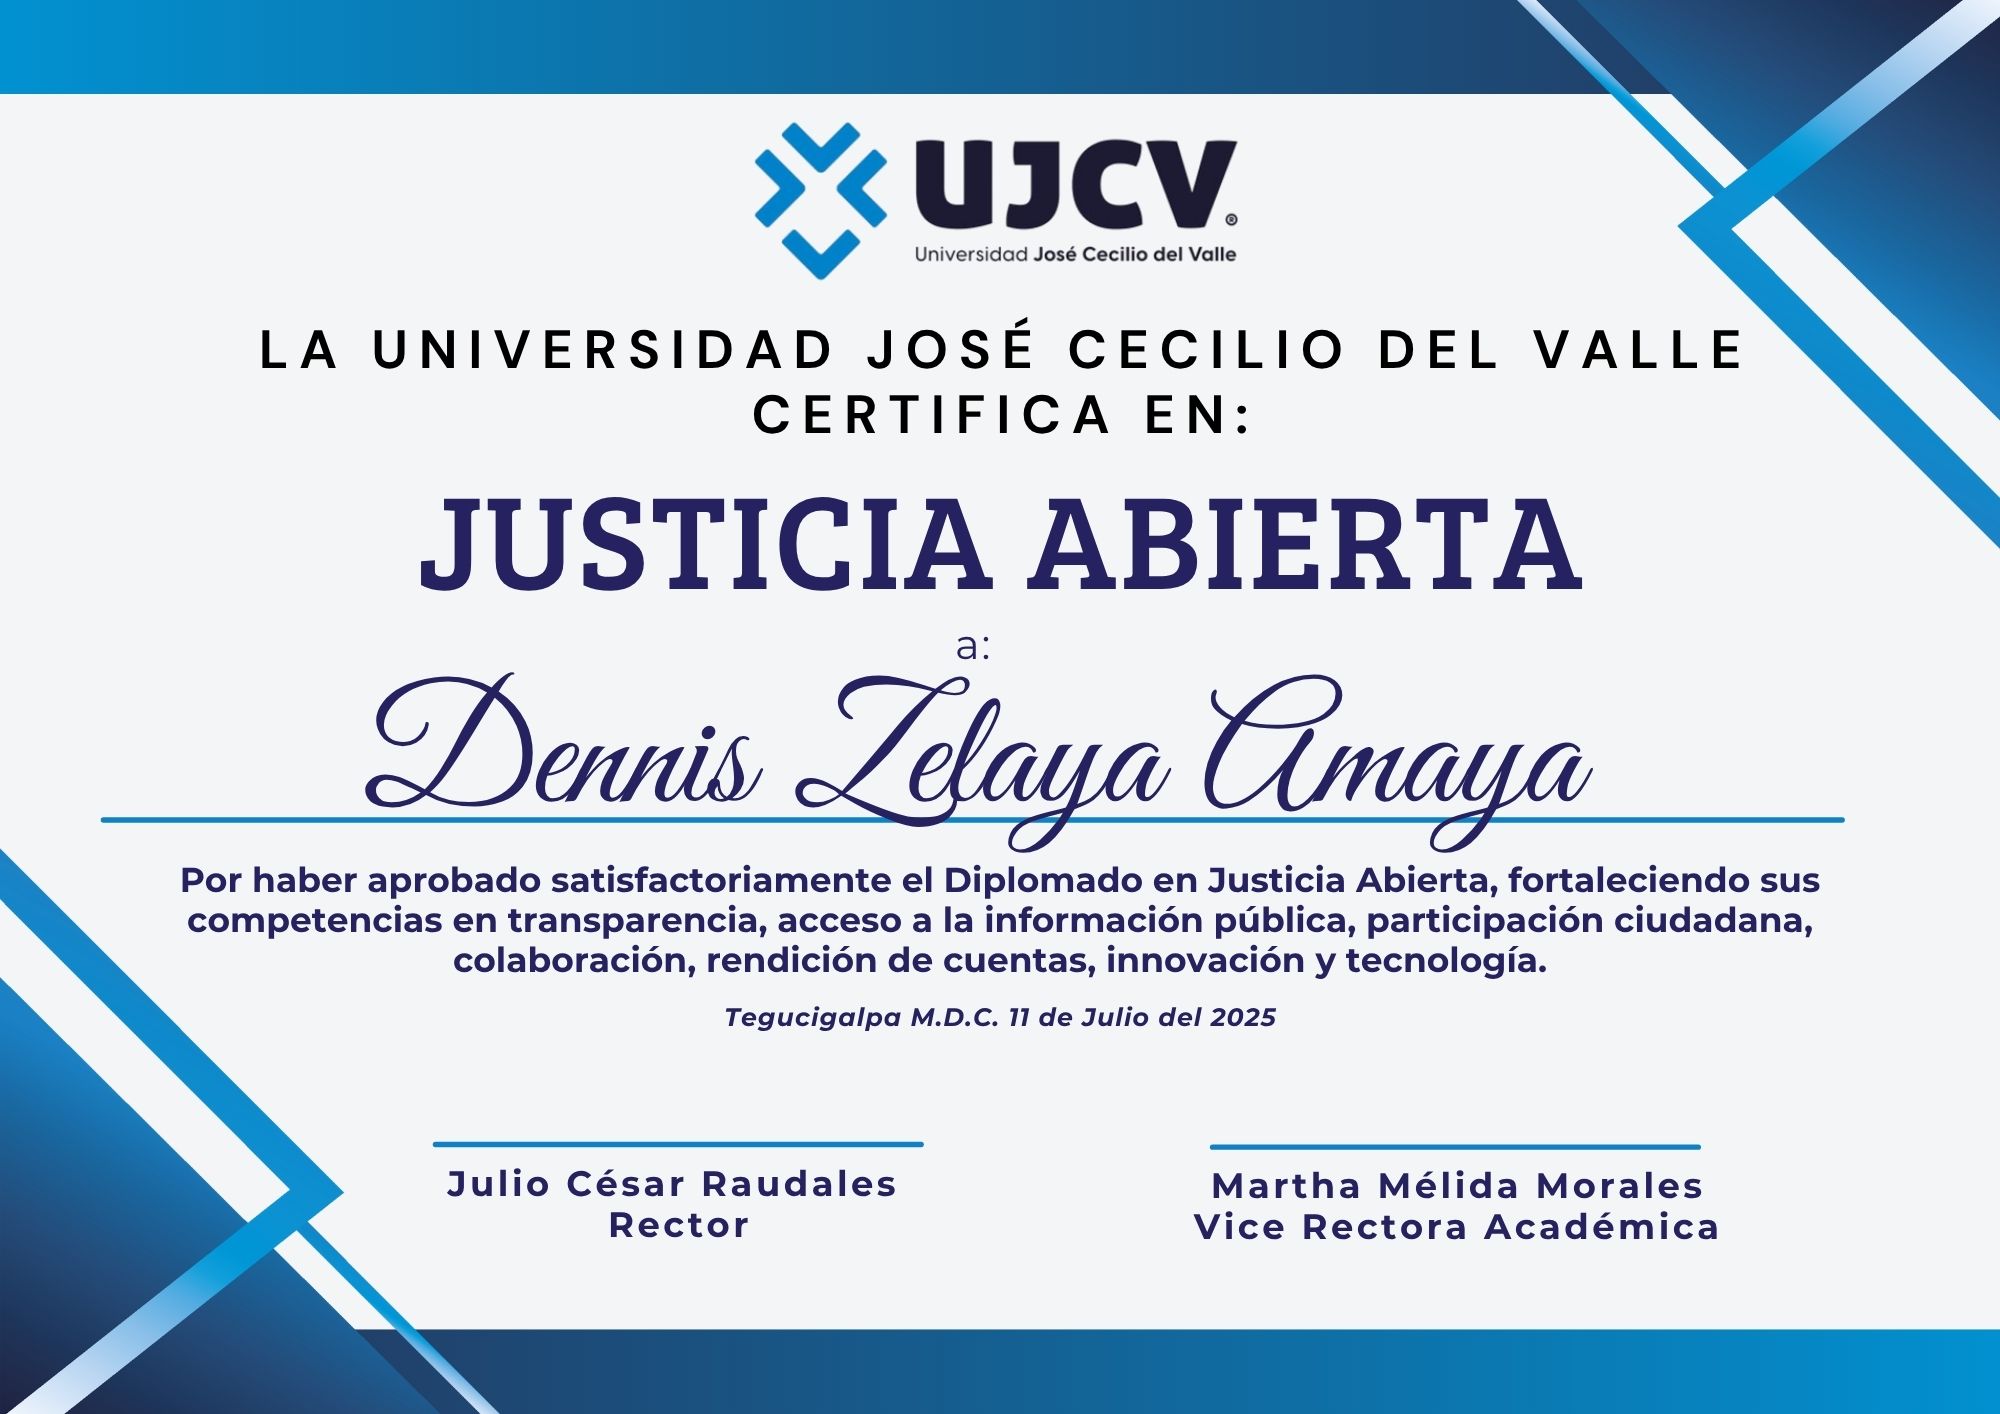 UJCV®
Universidad José Cecilio del Valle
LA UNIVERSIDAD JOSÉ CECILIO DEL VALLE
CERTIFICA EN:
JUSTICIA ABIERTA
a:
Dennis Zelaya Amaya
Por haber aprobado satisfactoriamente el Diplomado en Justicia Abierta, fortaleciendo sus
competencias en transparencia, acceso a la información pública, participación ciudadana,
colaboración, rendición de cuentas, innovación y tecnología.
Tegucigalpa M.D.C. 11 de Julio del 2025
Julio César Raudales
Rector
Martha Mélida Morales
Vice Rectora Académica